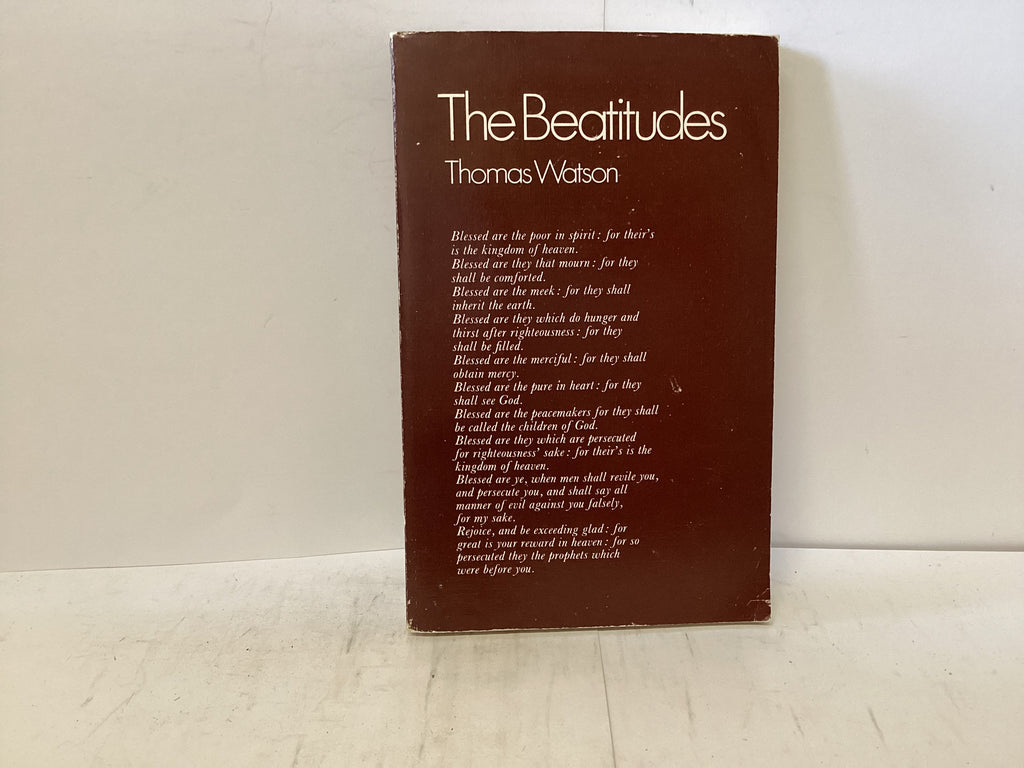 The Beatitudes
Thomas Watson
Blessed are the poor in spirit : for their's
is the kingdom of heaven.
Blessed are they that mourn : for they
shall be comforted.
Blessed are the meek : for they shall
inherit the earth.
Blessed are they which do hunger and
thirst after righteousness : for they
shall be filled.
Blessed are the merciful : for they shall
obtain mercy.
Blessed are the pure in heart : for they
shall see God.
Blessed are the peacemakers for they shall
be called the children of God.
Blessed are they which are persecuted
for righteousness' sake : for their's is the
kingdom of heaven.
Blessed are ye, when men shall revile you,
and persecute you, and shall say all
manner of evil against you falsely,
for my sake.
Rejoice, and be exceeding glad : for
great is your reward in heaven : for so
persecuted they the prophets which
were before you.